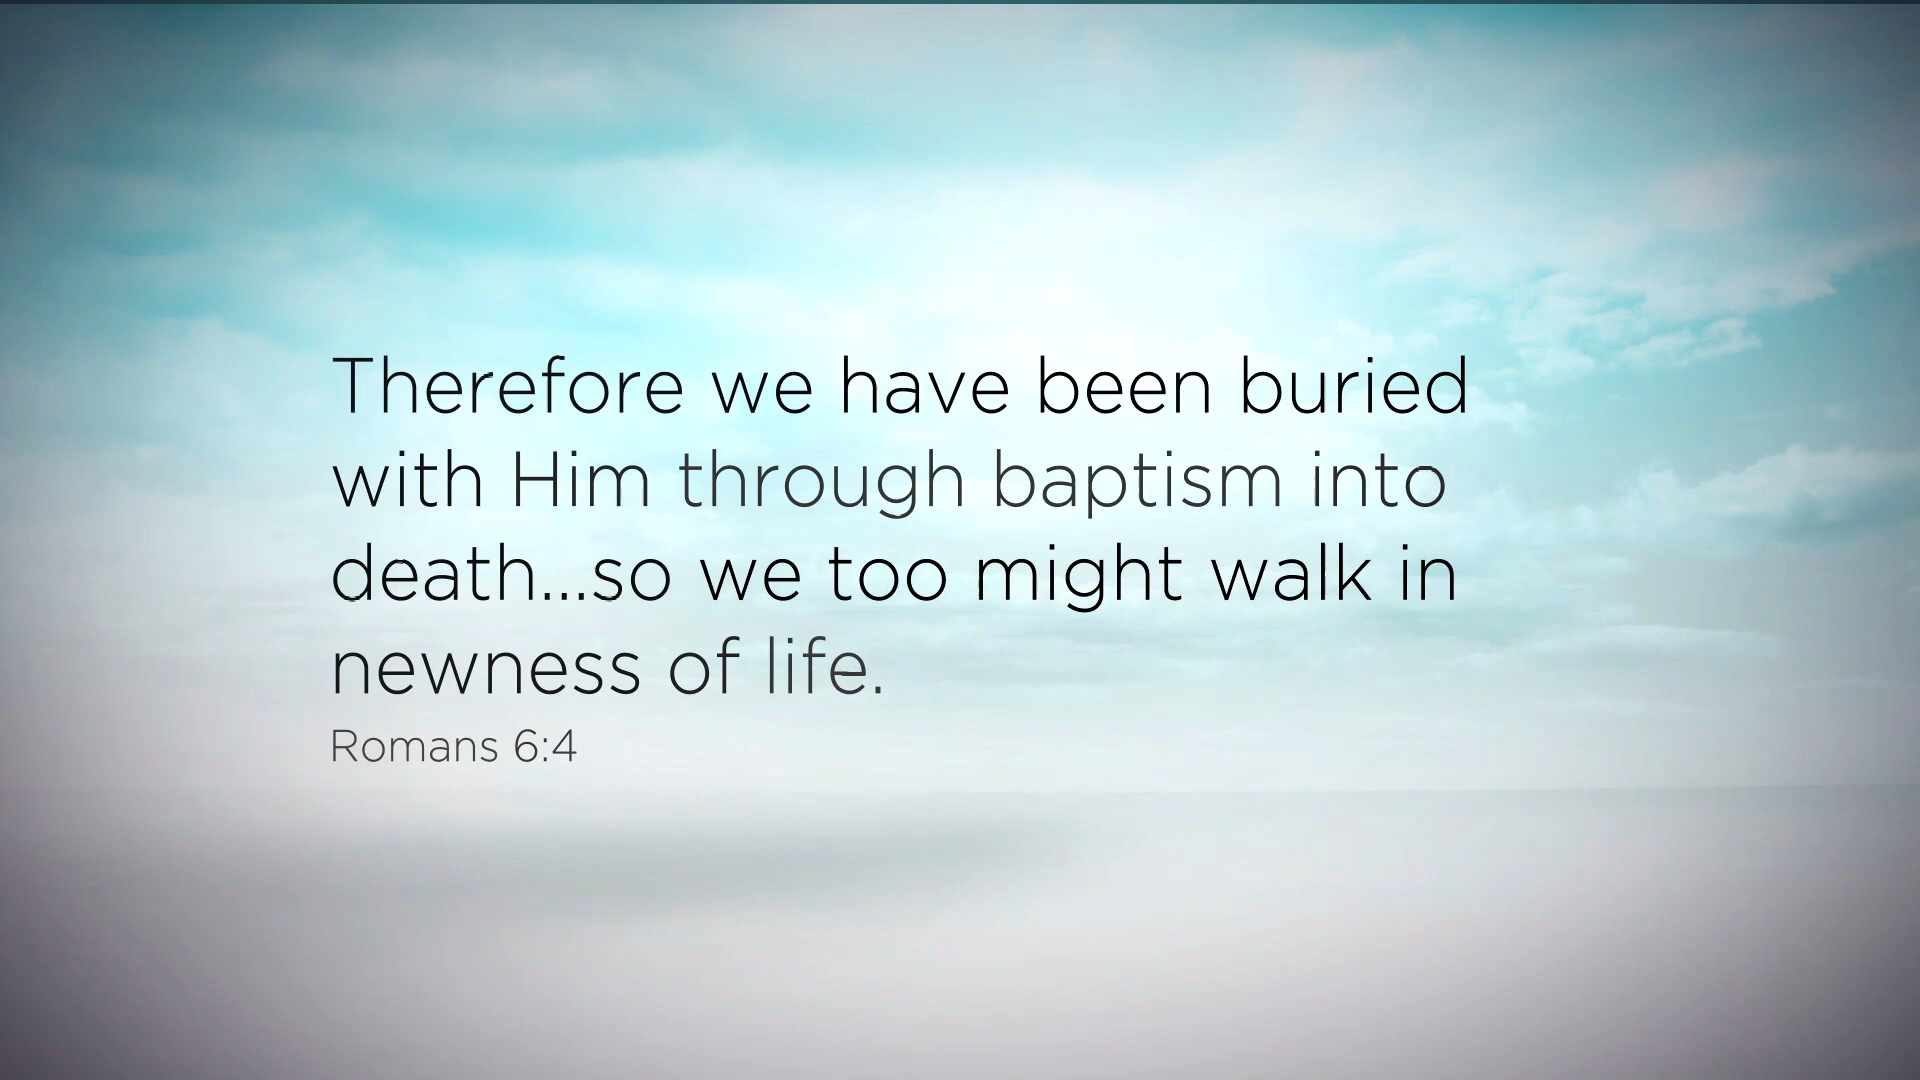 Therefore we have been buried
with Him through baptism into
death...so we too might walk in
newness of life.
Romans 6:4